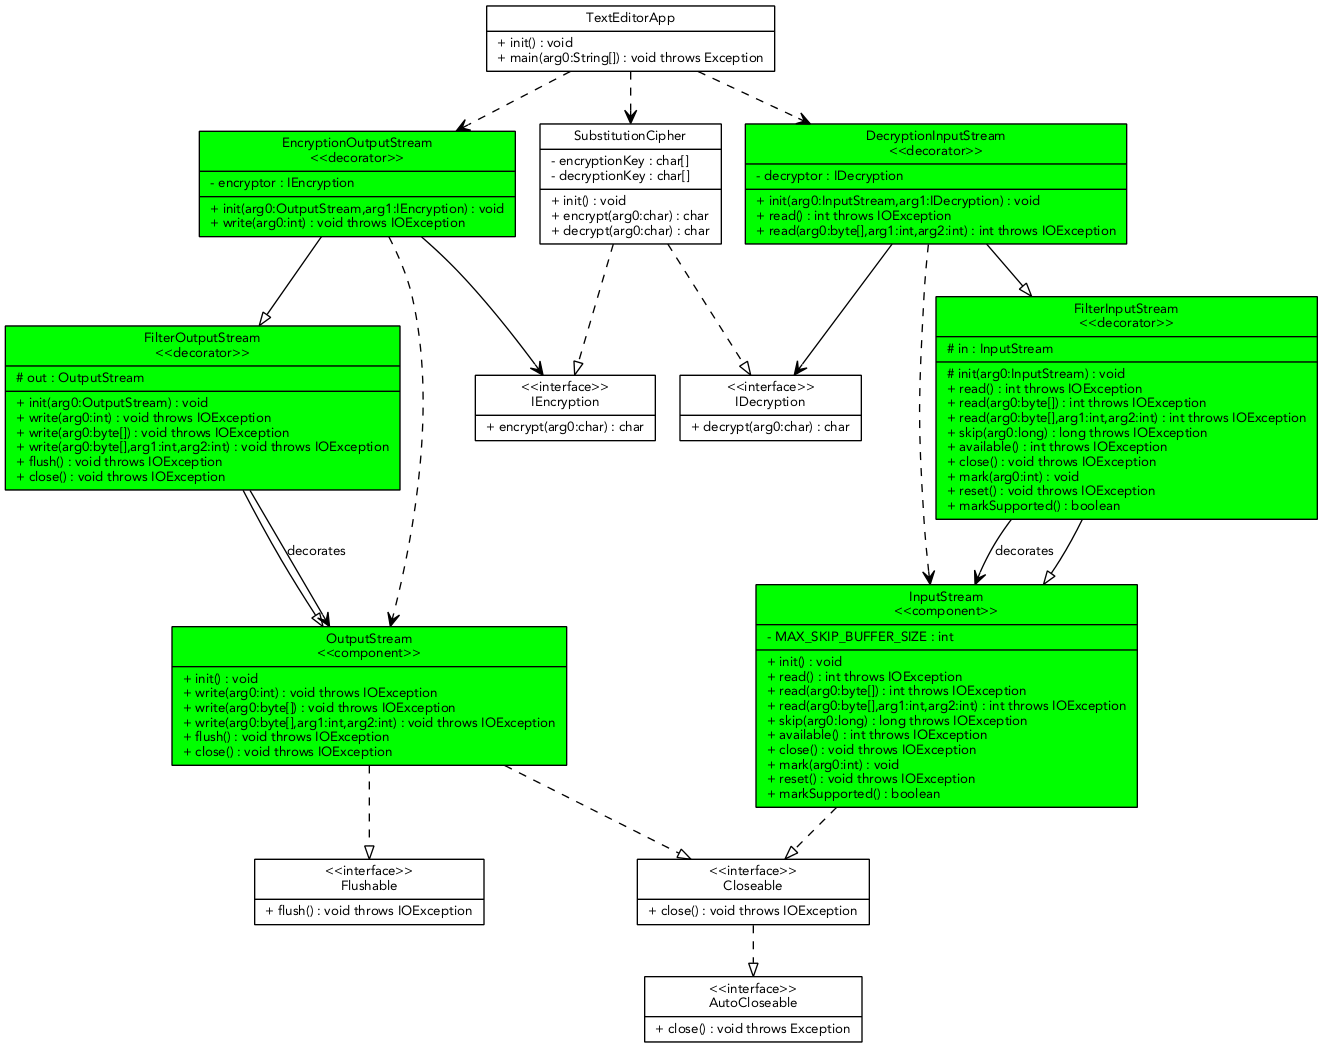 TextEditorApp
+ init() : void
+ main(arg0:String[]) : void throws Exception
EncryptionOutputStream
<<decorator>>
- encryptor : IEncryption
+ init(arg0:OutputStream,arg1:IEncryption) : void
+ write(arg0:int) : void throws IOException
SubstitutionCipher
- encryptionKey : char[]
- decryptionKey : char[]
+ init() : void
+ encrypt(arg0:char) : char
+ decrypt(arg0:char) : char
DecryptionInputStream
<<decorator>>
- decryptor : IDecryption
+ init(arg0:InputStream,arg1:IDecryption) : void
+ read() : int throws IOException
+ read(arg0:byte[],arg1:int,arg2:int) : int throws IOException
FilterOutputStream
<<decorator>>
# out : OutputStream
+ init(arg0:OutputStream) : void
+ write(arg0:int) : void throws IOException
+ write(arg0:byte[]) : void throws IOException
+ write(arg0:byte[],arg1:int,arg2:int) : void throws IOException
+ flush() : void throws IOException
+ close() : void throws IOException
<<interface>>
IEncryption
+ encrypt(arg0:char) : char
<<interface>>
IDecryption
+ decrypt(arg0:char) : char
FilterInputStream
<<decorator>>
# in : InputStream
# init(arg0:InputStream) : void
+ read() : int throws IOException
+ read(arg0:byte[]) : int throws IOException
+ read(arg0:byte[],arg1:int,arg2:int) : int throws IOException
+ skip(arg0:long) : long throws IOException
+ available() : int throws IOException
+ close() : void throws IOException
+ mark(arg0:int) : void
+ reset() : void throws IOException
+ markSupported() : boolean
decorates
decorates
OutputStream
<<component>>
+ init() : void
+ write(arg0:int) : void throws IOException
+ write(arg0:byte[]) : void throws IOException
+ write(arg0:byte[],arg1:int,arg2:int) : void throws IOException
+ flush() : void throws IOException
+ close() : void throws IOException
InputStream
<<component>>
- MAX_SKIP_BUFFER_SIZE : int
+ init() : void
+ read() : int throws IOException
+ read(arg0:byte[]) : int throws IOException
+ read(arg0:byte[],arg1:int,arg2:int) : int throws IOException
+ skip(arg0:long) : long throws IOException
+ available() : int throws IOException
+ close() : void throws IOException
+ mark(arg0:int) : void
+ reset() : void throws IOException
+ markSupported() : boolean
<<interface>>
Flushable
+ flush() : void throws IOException
<<interface>>
Closeable
+ close() : void throws IOException
<<interface>>
AutoCloseable
+ close() : void throws Exception